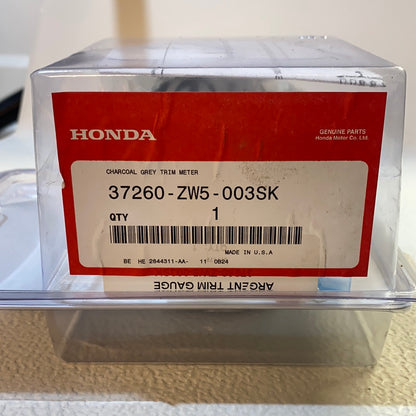 HONDA
GENUINE PARTS
Honda Motor Co., Ltd.
CHARCOAL GREY TRIM METER
37260-ZW5-003SK
QTY 1
MADE IN U.S.A
BE HE 2844311-AA- 11 0B24
ARGENT TRIM GAUGE